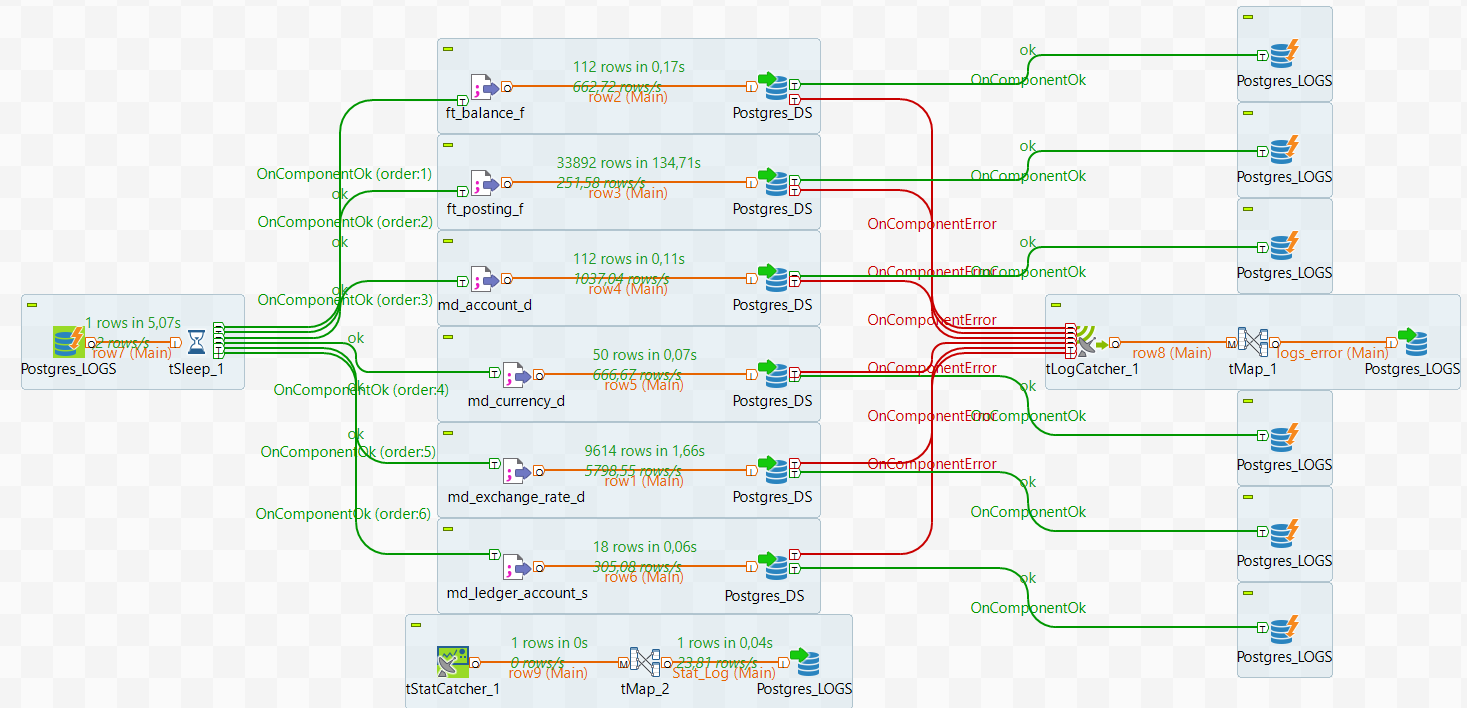 1 rows in 5,07s
row7 (Main)
Postgres_LOGS
tSleep_1
OnComponentOk (order:1)
ok
OnComponentOk (order:2)
ok
OnComponentOk (order:3)
ok
OnComponentOk (order:4)
ok
OnComponentOk (order:5)
ok
OnComponentOk (order:6)
ok
112 rows in 0,17s
662,72 rows/s
row2 (Main)
ft_balance_f
Postgres_DS
33892 rows in 134,71s
251,58 rows/s
row3 (Main)
ft_posting_f
Postgres_DS
112 rows in 0,11s
1037,04 rows/s
row4 (Main)
md_account_d
Postgres_DS
50 rows in 0,07s
666,67 rows/s
row5 (Main)
md_currency_d
Postgres_DS
9614 rows in 1,66s
5798,55 rows/s
row1 (Main)
md_exchange_rate_d
Postgres_DS
18 rows in 0,06s
305,08 rows/s
row6 (Main)
md_ledger_account_s
Postgres_DS
1 rows in 0s
0 rows/s
row9 (Main)
tStatCatcher_1
tMap_2
1 rows in 0,04s
23,81 rows/s
Stat_Log (Main)
Postgres_LOGS
OnComponentError
OnComponentError
OnComponentError
OnComponentError
OnComponentError
OnComponentError
ok
OnComponentOk
Postgres_LOGS
ok
OnComponentOk
Postgres_LOGS
ok
OnComponentOk
Postgres_LOGS
tLogCatcher_1
row8 (Main)
tMap_1
logs_error (Main)
Postgres_LOGS
ok
OnComponentOk
Postgres_LOGS
ok
OnComponentOk
Postgres_LOGS
ok
OnComponentOk
Postgres_LOGS